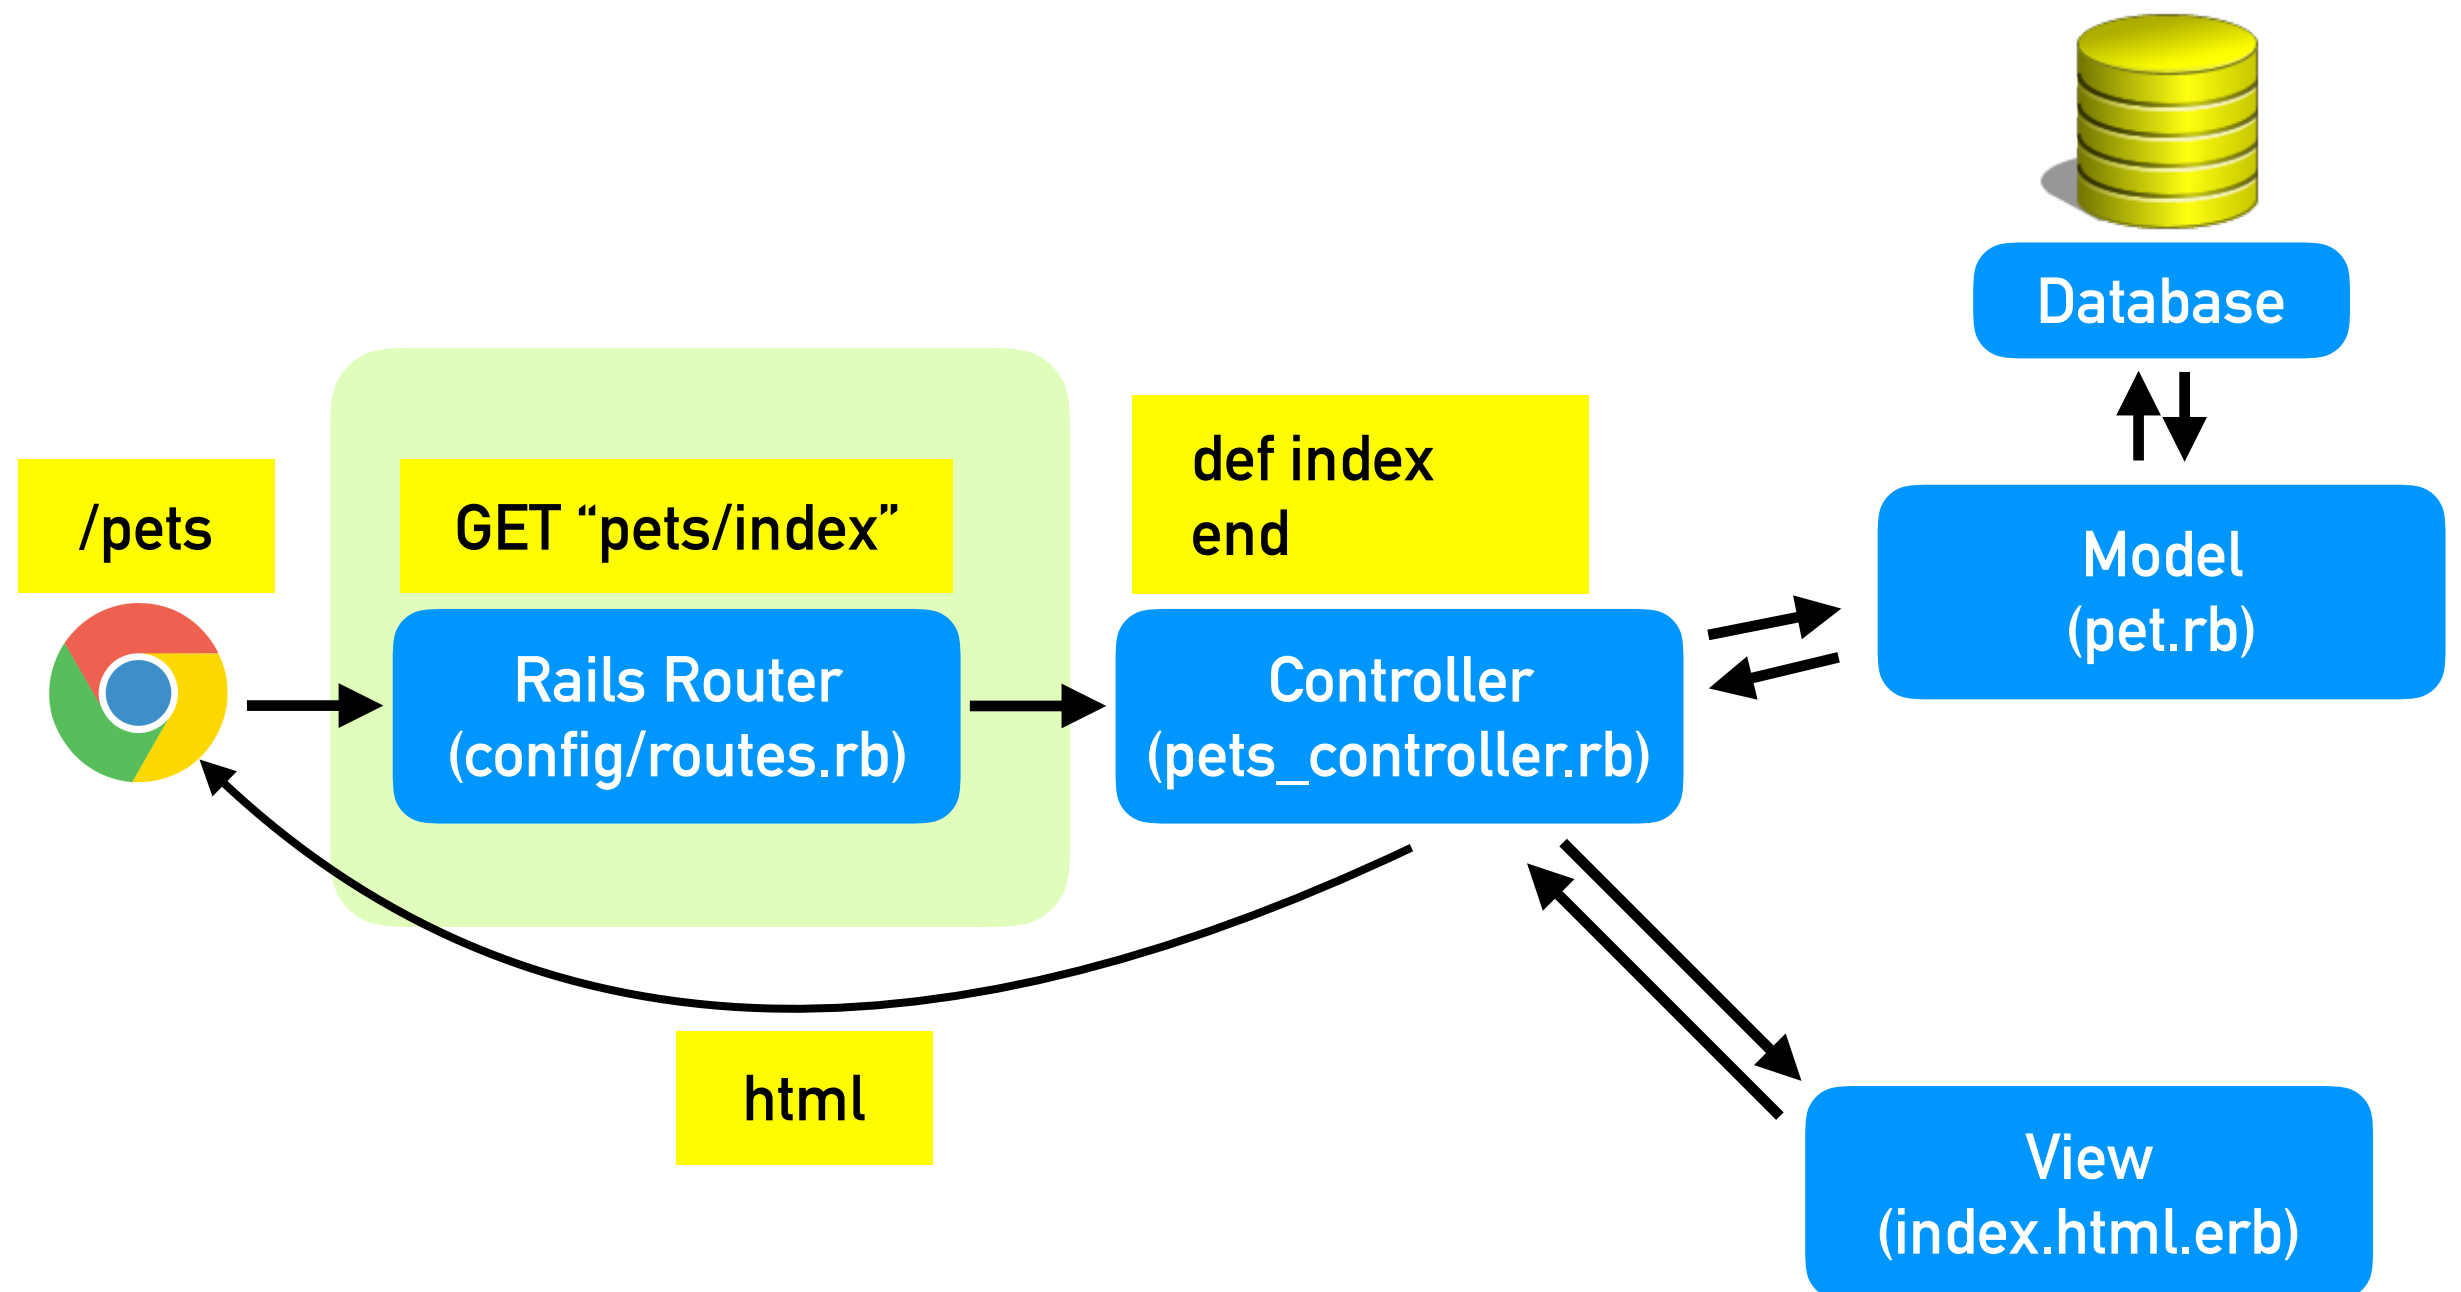 Database
/pets
GET “pets/index”
def index
end
Model
(pet.rb)
Rails Router
(config/routes.rb)
Controller
(pets_controller.rb)
html
View
(index.html.erb)